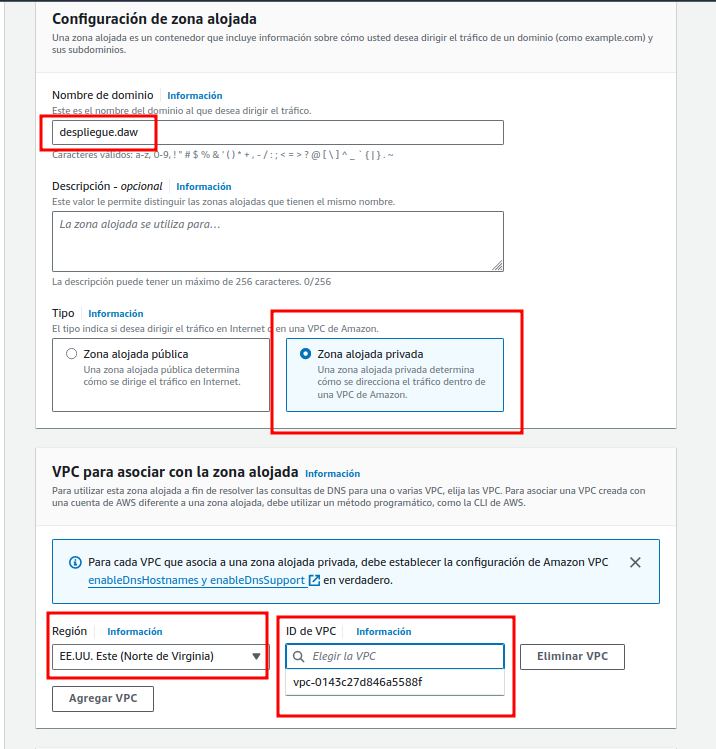 Configuración de zona alojada
Una zona alojada es un contenedor que incluye información sobre cómo usted desea dirigir el tráfico de un dominio (como example.com) y
sus subdominios.
Nombre de dominio Información
Este es el nombre del dominio al que desea dirigir el tráfico.
despliegue.daw
Caracteres válidos: a-z, 0-9, ! " # $ % & ' ( ) * + , - / : ; < = > ? @ [ \ ] ^ _ ` { | } . ~
Descripción - opcional Información
Este valor le permite distinguir las zonas alojadas que tienen el mismo nombre.
La zona alojada se utiliza para...
La descripción puede tener un máximo de 256 caracteres. 0/256
Tipo Información
El tipo indica si desea dirigir el tráfico en Internet o en una VPC de Amazon.
Zona alojada pública
Una zona alojada pública determina
cómo se dirige el tráfico en Internet.
Zona alojada privada
Una zona alojada privada determina
cómo se direcciona el tráfico dentro de
una VPC de Amazon.
VPC para asociar con la zona alojada Información
Para utilizar esta zona alojada a fin de resolver las consultas de DNS para una o varias VPC, elija las VPC. Para asociar una VPC creada con
una cuenta de AWS diferente a una zona alojada, debe utilizar un método programático, como la CLI de AWS.
Para cada VPC que asocia a una zona alojada privada, debe establecer la configuración de Amazon VPC
enableDnsHostnames y enableDnsSupport en verdadero.
Región Información
EE.UU. Este (Norte de Virginia)
ID de VPC Información
Elegir la VPC
vpc-0143c27d846a5588f
Eliminar VPC
Agregar VPC